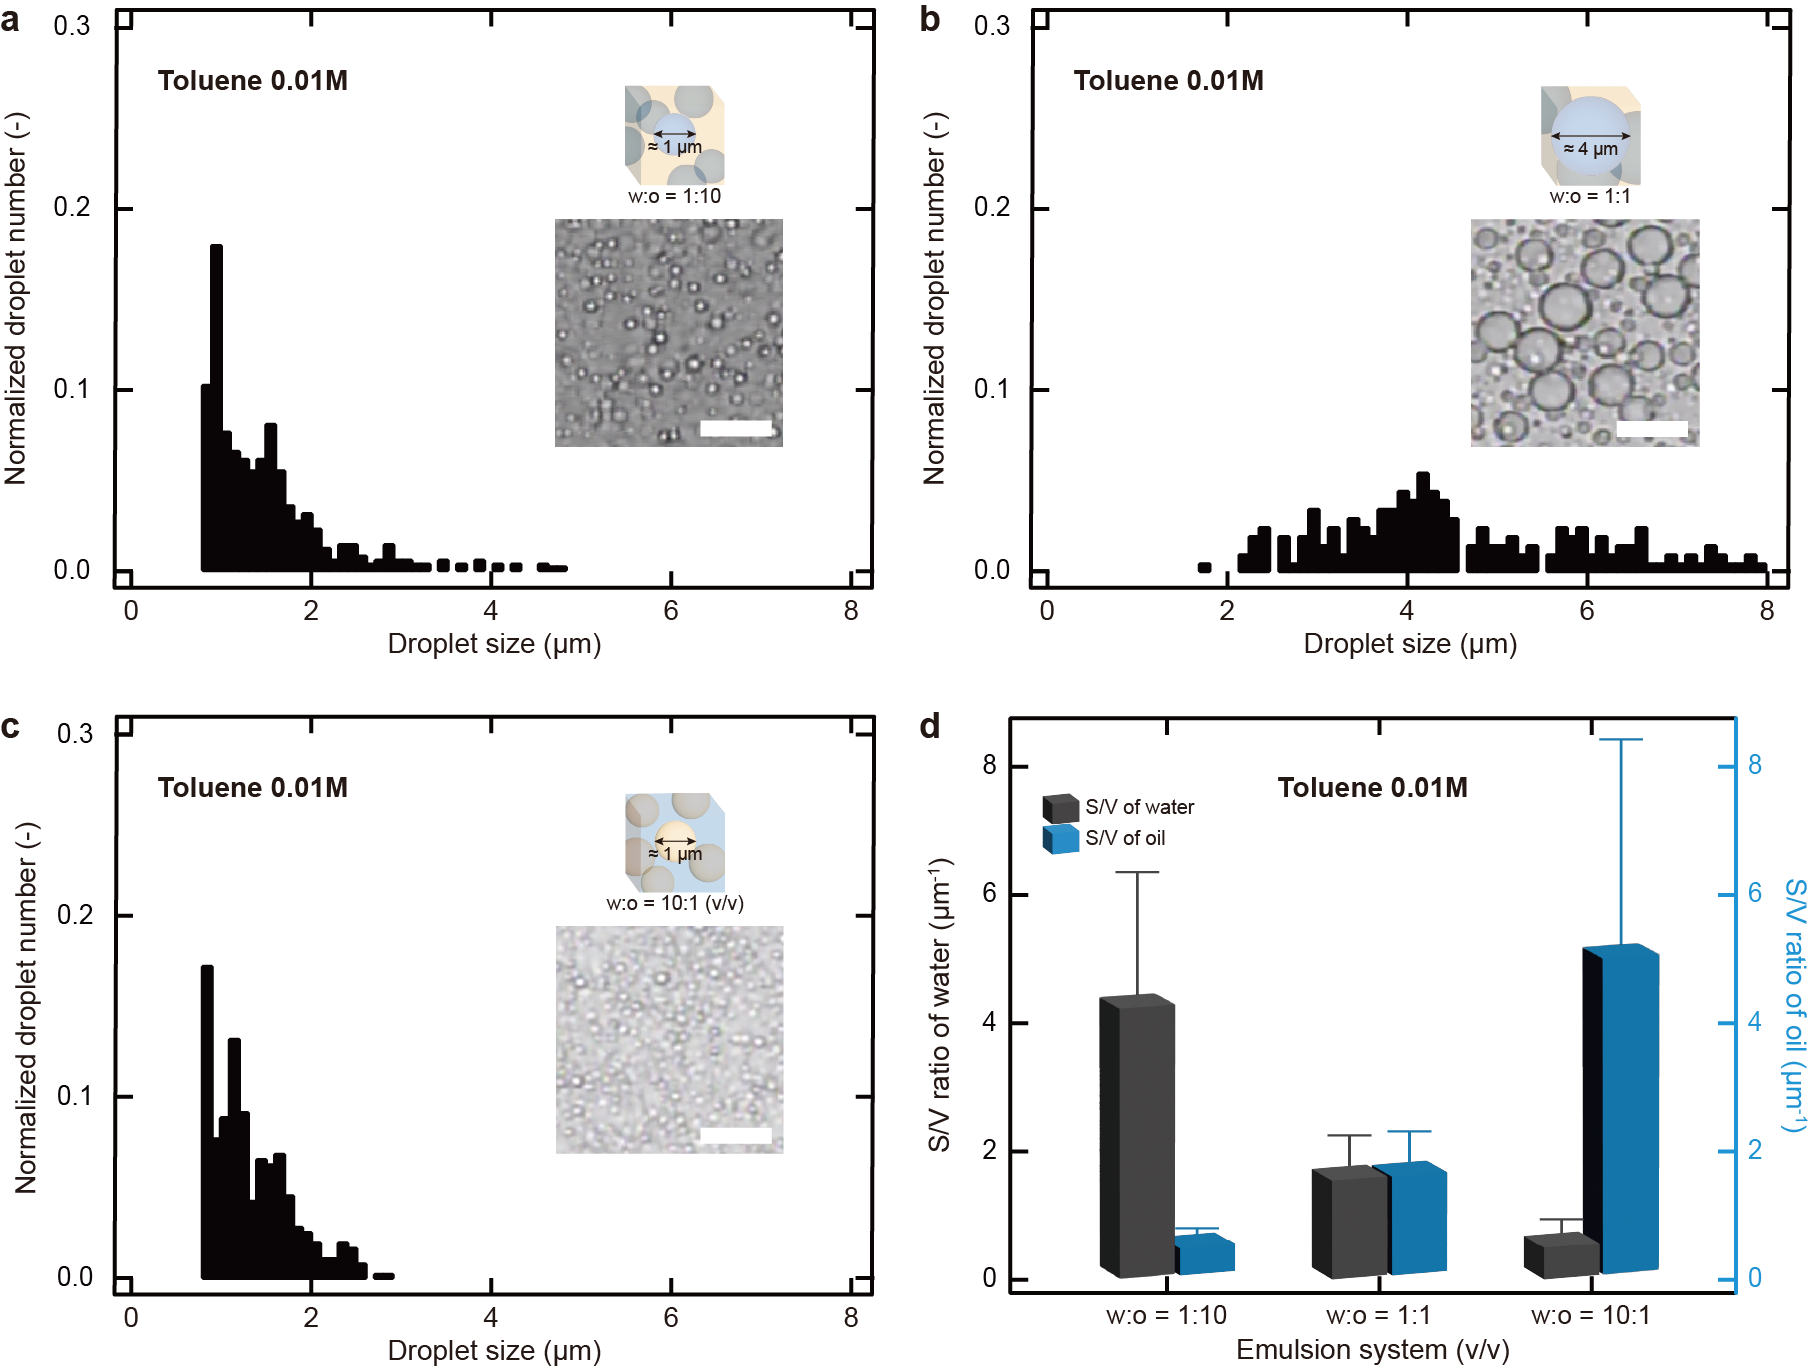 a
0.3
0.2
0.1
0.0
Normalized droplet number (-)
Toluene 0.01M
≈ 1 µm
w:o = 1:10
0 2 4 6 8
Droplet size (µm)
b
0.3
0.2
0.1
0.0
Normalized droplet number (-)
Toluene 0.01M
≈ 4 µm
w:o = 1:1
0 2 4 6 8
Droplet size (µm)
c
0.3
0.2
0.1
0.0
Normalized droplet number (-)
Toluene 0.01M
≈ 1 µm
w:o = 10:1 (v/v)
0 2 4 6 8
Droplet size (µm)
d
8
6
4
2
0
S/V ratio of water (µm⁻¹)
Toluene 0.01M
S/V of water
S/V of oil
8
6
4
2
0
S/V ratio of oil (µm⁻¹)
w:o = 1:10 w:o = 1:1 w:o = 10:1
Emulsion system (v/v)